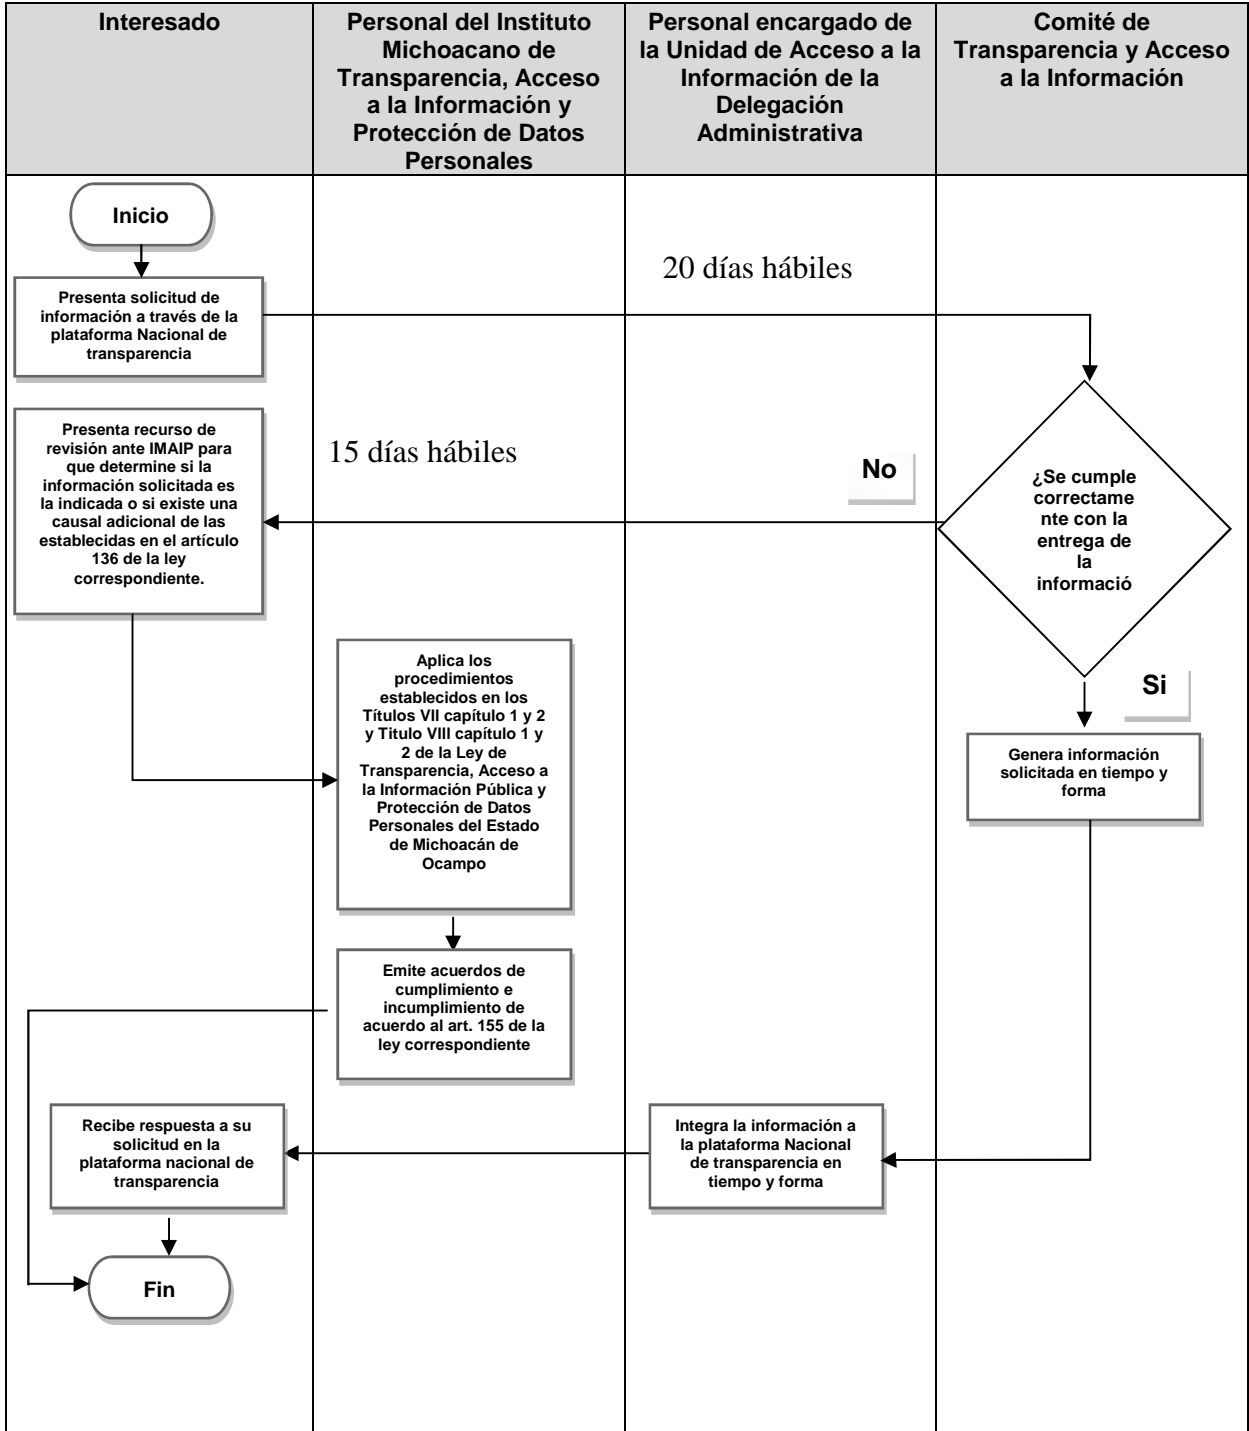 Interesado
Personal del Instituto
Michoacano de
Transparencia, Acceso
a la Información y
Protección de Datos
Personales
Personal encargado de
la Unidad de Acceso a la
Información de la
Delegación
Administrativa
Comité de
Transparencia y Acceso
a la Información
Inicio
20 días hábiles
Presenta solicitud de
información a través de la
plataforma Nacional de
transparencia
Presenta recurso de
revisión ante IMAIP para
que determine si la
información solicitada es
la indicada o si existe una
causal adicional de las
establecidas en el artículo
136 de la ley
correspondiente.
15 días hábiles
No
¿Se cumple
correctame
nte con la
entrega de
la
informació
Si
Aplica los
procedimientos
establecidos en los
Títulos VII capítulo 1 y 2
y Titulo VIII capítulo 1 y
2 de la Ley de
Transparencia, Acceso a
la Información Pública y
Protección de Datos
Personales del Estado
de Michoacán de
Ocampo
Genera información
solicitada en tiempo y
forma
Emite acuerdos de
cumplimiento e
incumplimiento de
acuerdo al art. 155 de la
ley correspondiente
Recibe respuesta a su
solicitud en la
plataforma nacional de
transparencia
Integra la información a
la plataforma Nacional
de transparencia en
tiempo y forma
Fin